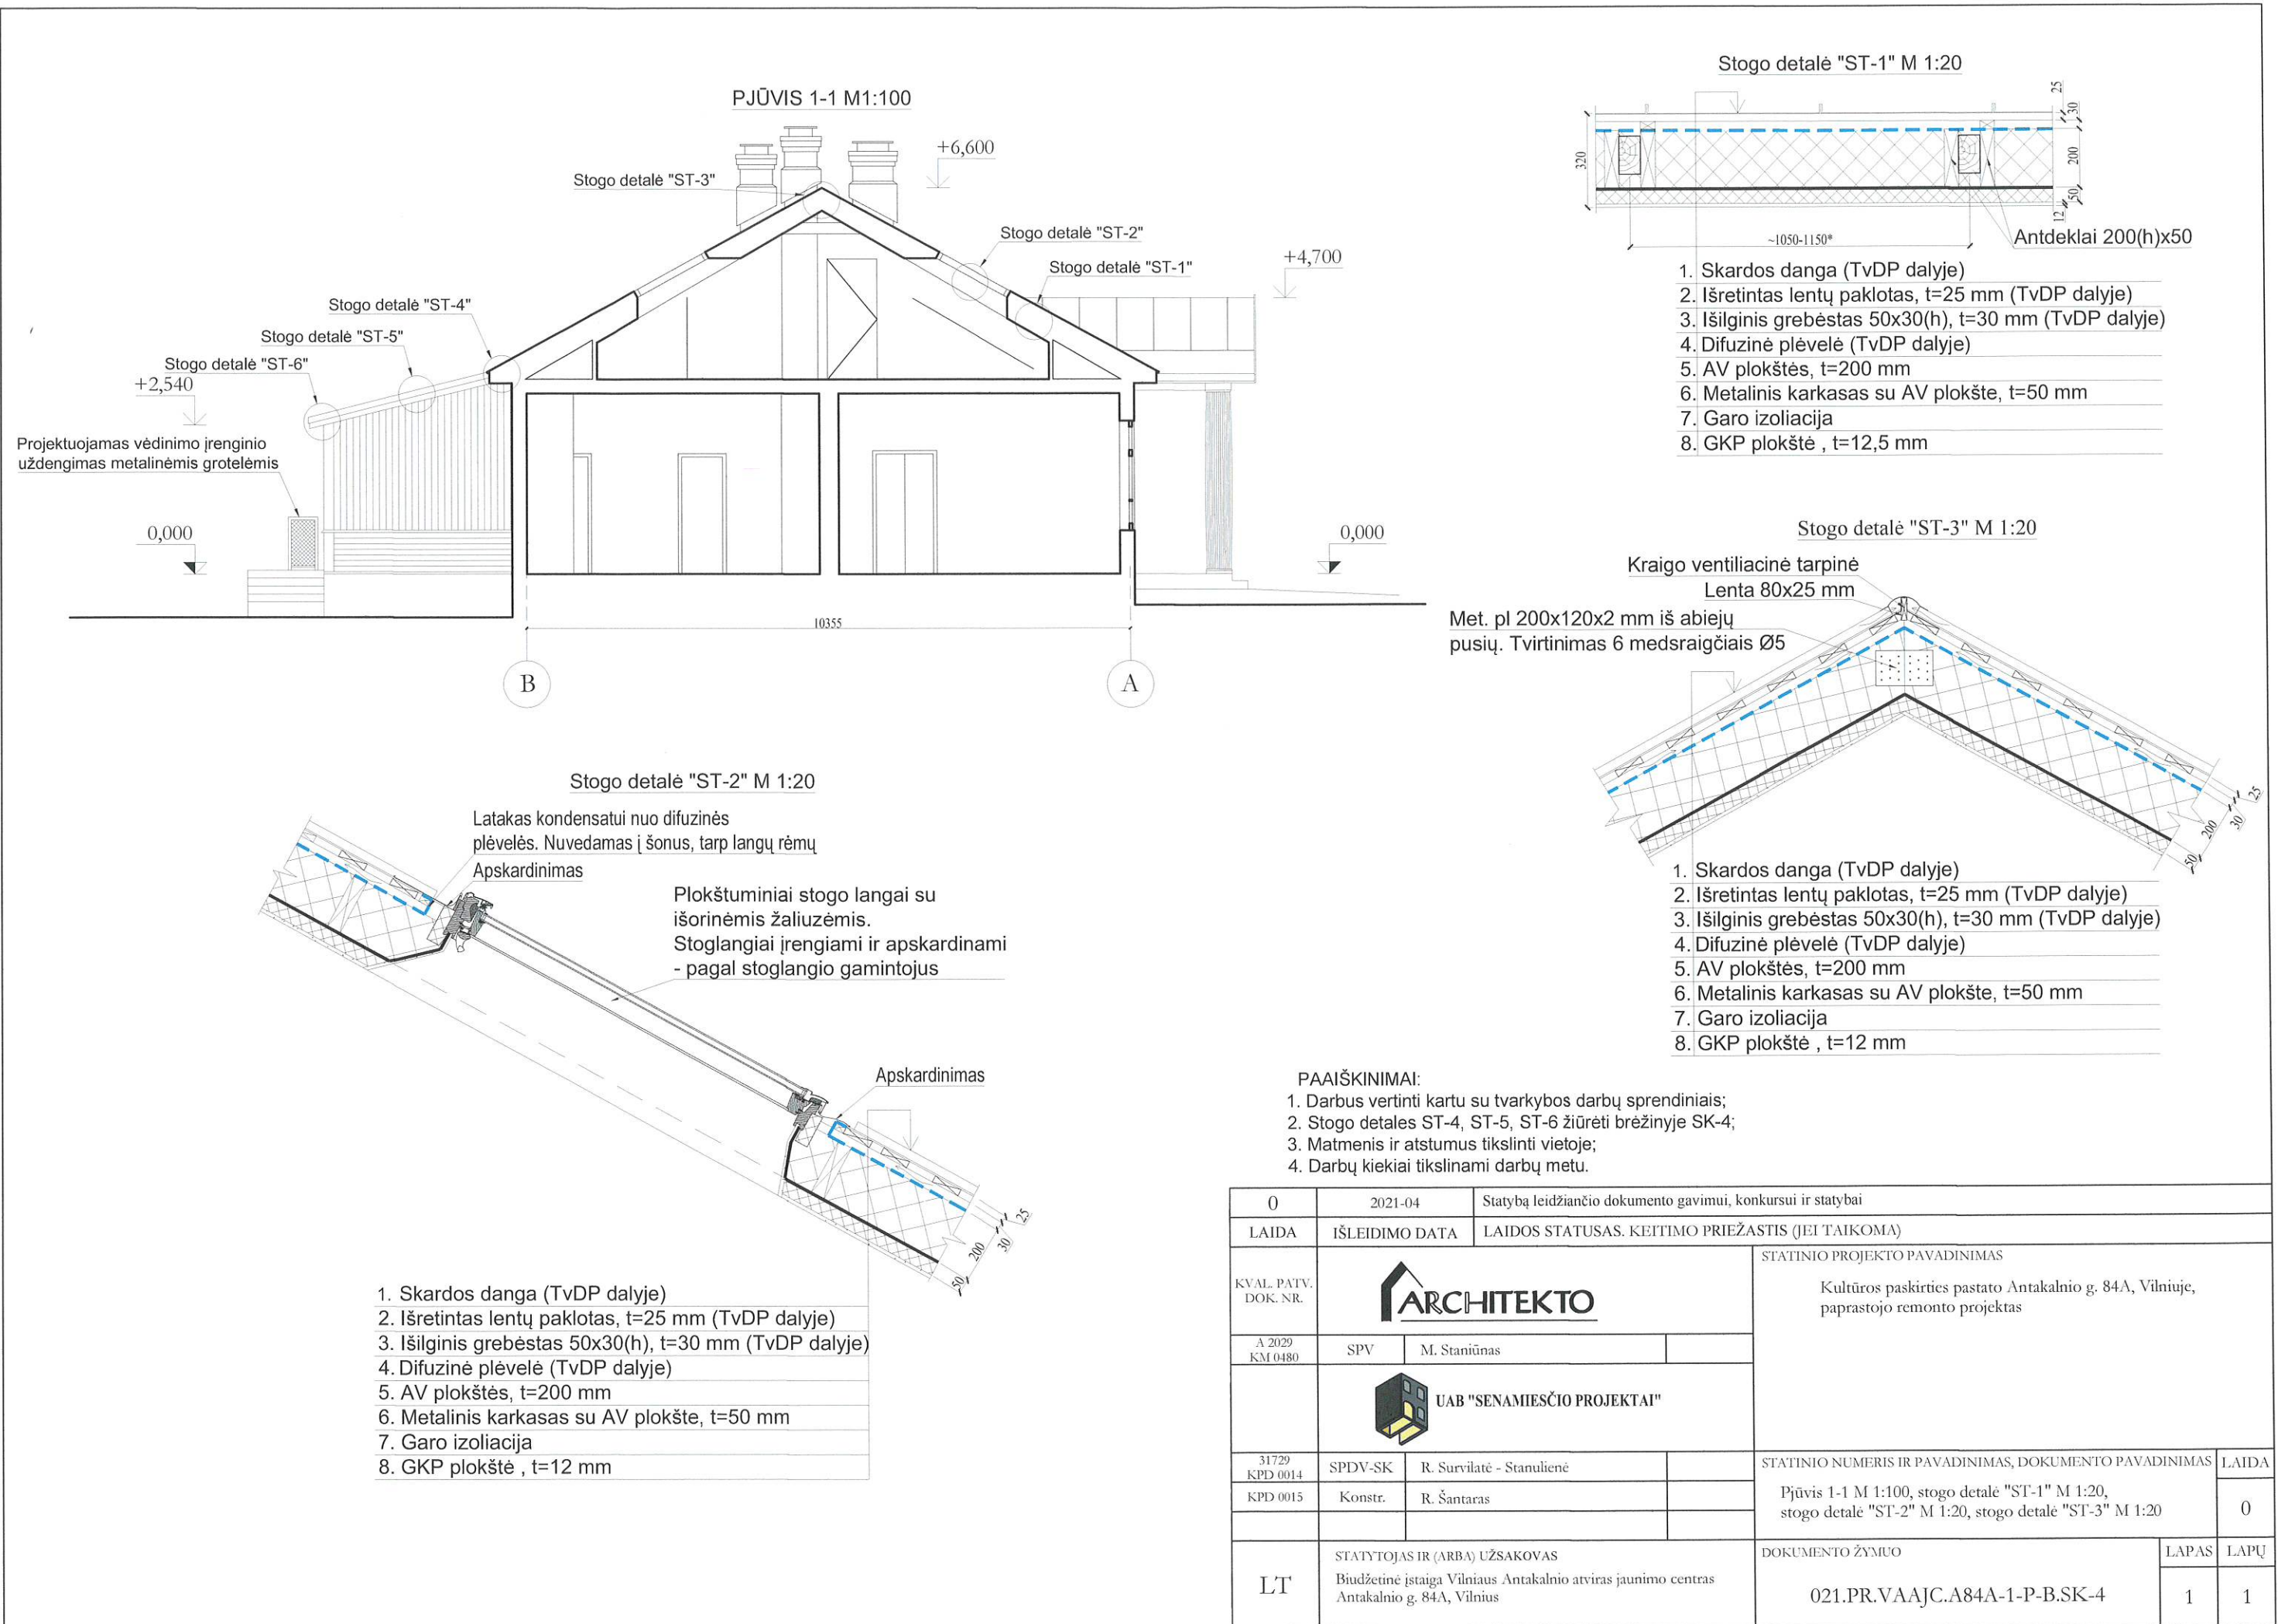 PJŪVIS 1-1 M1:100
+6,600
Stogo detalė "ST-3"
Stogo detalė "ST-2"
+4,700
Stogo detalė "ST-1"
Stogo detalė "ST-4"
Stogo detalė "ST-5"
Stogo detalė "ST-6"
+2,540
Projektuojamas vėdinimo įrenginio
uždengimas metalinėmis grotelėmis
0,000
0,000
10355
B
A
Stogo detalė "ST-1" M 1:20
25
30
320
200
50
12
~1050-1150*
Antdeklai 200(h)x50
1. Skardos danga (TvDP dalyje)
2. Išretintas lentų paklotas, t=25 mm (TvDP dalyje)
3. Išilginis grebėstas 50x30(h), t=30 mm (TvDP dalyje)
4. Difuzinė plėvelė (TvDP dalyje)
5. AV plokštės, t=200 mm
6. Metalinis karkasas su AV plokšte, t=50 mm
7. Garo izoliacija
8. GKP plokštė , t=12,5 mm
Stogo detalė "ST-3" M 1:20
Kraigo ventiliacinė tarpinė
Lenta 80x25 mm
Met. pl 200x120x2 mm iš abiejų
pusių. Tvirtinimas 6 medsraigčiais Ø5
25
30
200
50
1. Skardos danga (TvDP dalyje)
2. Išretintas lentų paklotas, t=25 mm (TvDP dalyje)
3. Išilginis grebėstas 50x30(h), t=30 mm (TvDP dalyje)
4. Difuzinė plėvelė (TvDP dalyje)
5. AV plokštės, t=200 mm
6. Metalinis karkasas su AV plokšte, t=50 mm
7. Garo izoliacija
8. GKP plokštė , t=12 mm
Stogo detalė "ST-2" M 1:20
Latakas kondensatui nuo difuzinės
plėvelės. Nuvedamas į šonus, tarp langų rėmų
Apskardinimas
Plokštuminiai stogo langai su
išorinėmis žaliuzėmis.
Stoglangiai įrengiami ir apskardinami
- pagal stoglangio gamintojus
Apskardinimas
25
30
200
50
1. Skardos danga (TvDP dalyje)
2. Išretintas lentų paklotas, t=25 mm (TvDP dalyje)
3. Išilginis grebėstas 50x30(h), t=30 mm (TvDP dalyje)
4. Difuzinė plėvelė (TvDP dalyje)
5. AV plokštės, t=200 mm
6. Metalinis karkasas su AV plokšte, t=50 mm
7. Garo izoliacija
8. GKP plokštė , t=12 mm
PAAIŠKINIMAI:
1. Darbus vertinti kartu su tvarkybos darbų sprendiniais;
2. Stogo detales ST-4, ST-5, ST-6 žiūrėti brėžinyje SK-4;
3. Matmenis ir atstumus tikslinti vietoje;
4. Darbų kiekiai tikslinami darbų metu.
0 2021-04 Statybą leidžiančio dokumento gavimui, konkursui ir statybai
LAIDA IŠLEIDIMO DATA LAIDOS STATUSAS. KEITIMO PRIEŽASTIS (JEI TAIKOMA)
KVAL. PATV.
DOK. NR.
ARCHITEKTO
STATINIO PROJEKTO PAVADINIMAS
Kultūros paskirties pastato Antakalnio g. 84A, Vilniuje,
paprastojo remonto projektas
A 2029
KM 0480
SPV M. Staniūnas
UAB "SENAMIESČIO PROJEKTAI"
31729
KPD 0014
SPDV-SK R. Survilatė - Stanulienė
KPD 0015 Konstr. R. Šantaras
STATINIO NUMERIS IR PAVADINIMAS, DOKUMENTO PAVADINIMAS LAIDA
Pjūvis 1-1 M 1:100, stogo detalė "ST-1" M 1:20,
stogo detalė "ST-2" M 1:20, stogo detalė "ST-3" M 1:20
0
LT
STATYTOJAS IR (ARBA) UŽSAKOVAS
Biudžetinė įstaiga Vilniaus Antakalnio atviras jaunimo centras
Antakalnio g. 84A, Vilnius
DOKUMENTO ŽYMUO LAPAS LAPŲ
021.PR.VAAJC.A84A-1-P-B.SK-4 1 1